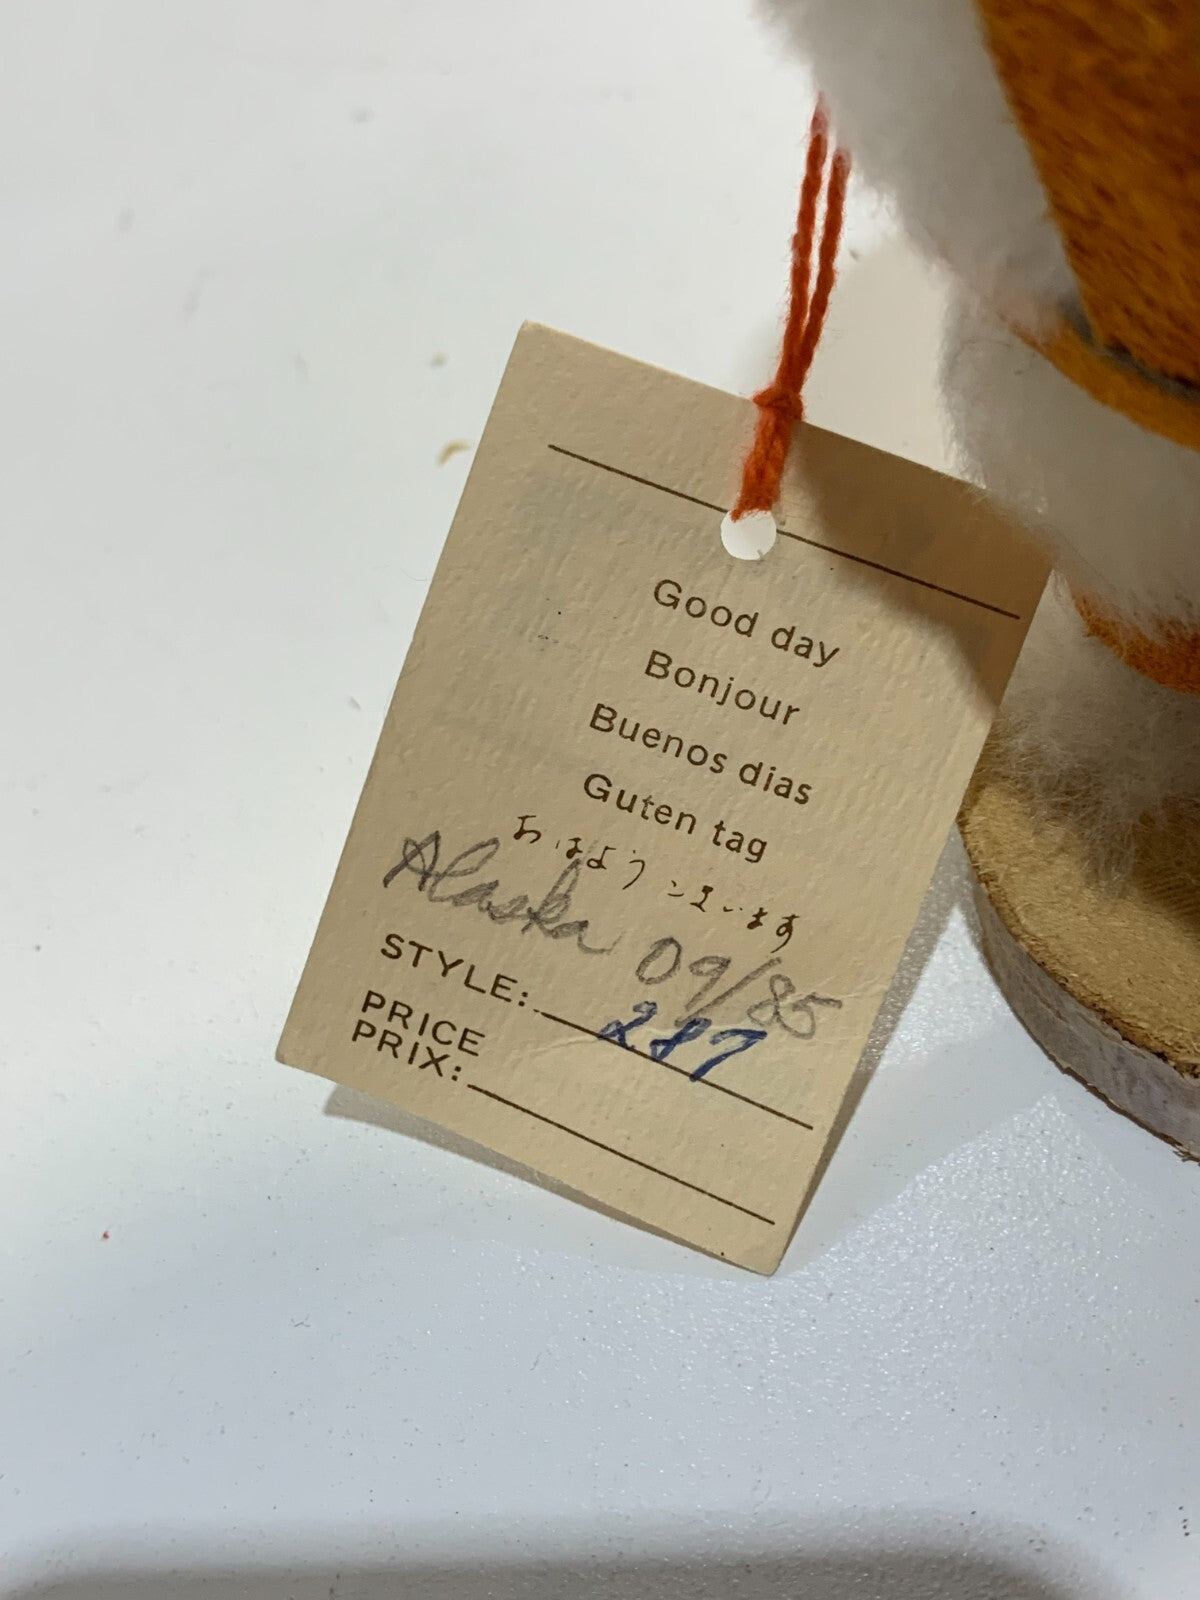 Good day
Bonjour
Buenos dias
Guten tag
おはようございます
Alaska 09/85
STYLE: 287
PRICE
PRIX: